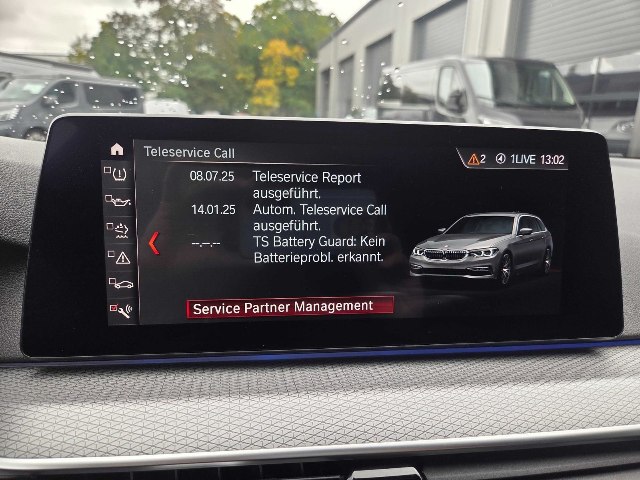 Teleservice Call
2 1LIVE 13:02
08.07.25 Teleservice Report
ausgeführt.
14.01.25 Autom. Teleservice Call
ausgeführt.
--.--.-- TS Battery Guard: Kein
Batterieprobl. erkannt.
Service Partner Management